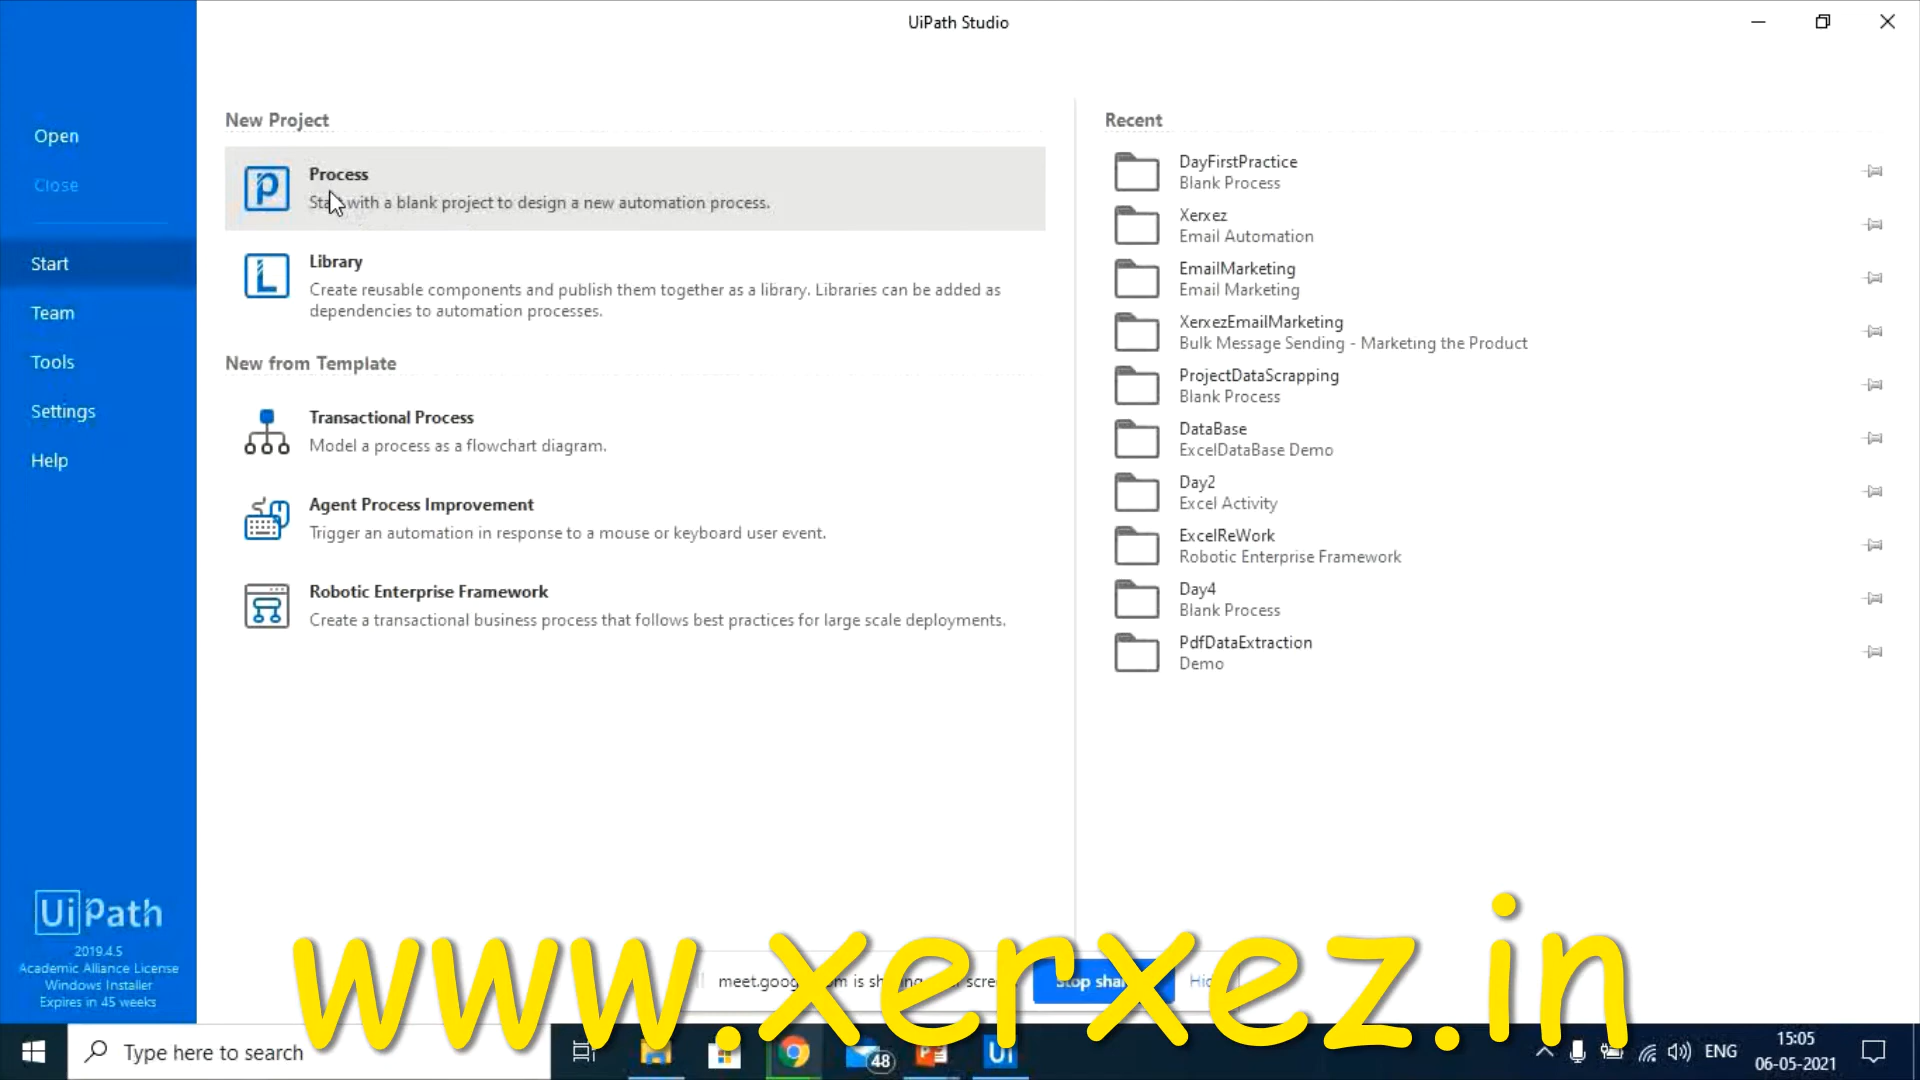 UiPath Studio
Open
Close
Start
Team
Tools
Settings
Help
UiPath
2019.4.5
Academic Alliance License
Windows Installer
Expires in 45 weeks
New Project
Process
Start with a blank project to design a new automation process.
Library
Create reusable components and publish them together as a library. Libraries can be added as
dependencies to automation processes.
New from Template
Transactional Process
Model a process as a flowchart diagram.
Agent Process Improvement
Trigger an automation in response to a mouse or keyboard user event.
Robotic Enterprise Framework
Create a transactional business process that follows best practices for large scale deployments.
Recent
DayFirstPractice
Blank Process
Xerxez
Email Automation
EmailMarketing
Email Marketing
XerxezEmailMarketing
Bulk Message Sending - Marketing the Product
ProjectDataScrapping
Blank Process
DataBase
ExcelDataBase Demo
Day2
Excel Activity
ExcelReWork
Robotic Enterprise Framework
Day4
Blank Process
PdfDataExtraction
Demo
www.xerxez.in
is
Stop
Type here to search
48
Ui
ENG
15:05
06-05-2021